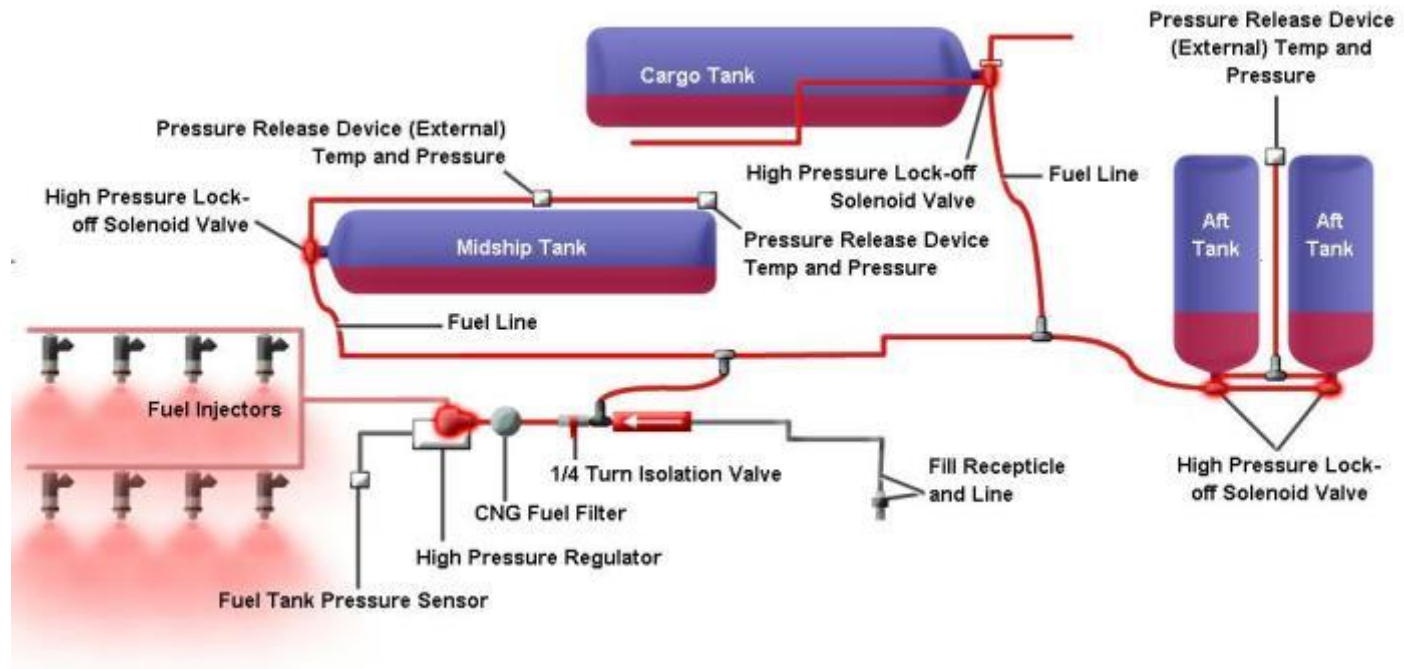 Pressure Release Device
(External) Temp and
Pressure
Cargo Tank
Pressure Release Device (External)
Temp and Pressure
High Pressure Lock-off
Solenoid Valve
Fuel Line
High Pressure Lock-
off Solenoid Valve
Midship Tank
Pressure Release Device
Temp and Pressure
Aft
Tank
Aft
Tank
Fuel Line
Fuel Injectors
1/4 Turn Isolation Valve
Fill Recepticle
and Line
High Pressure Lock-
off Solenoid Valve
CNG Fuel Filter
High Pressure Regulator
Fuel Tank Pressure Sensor